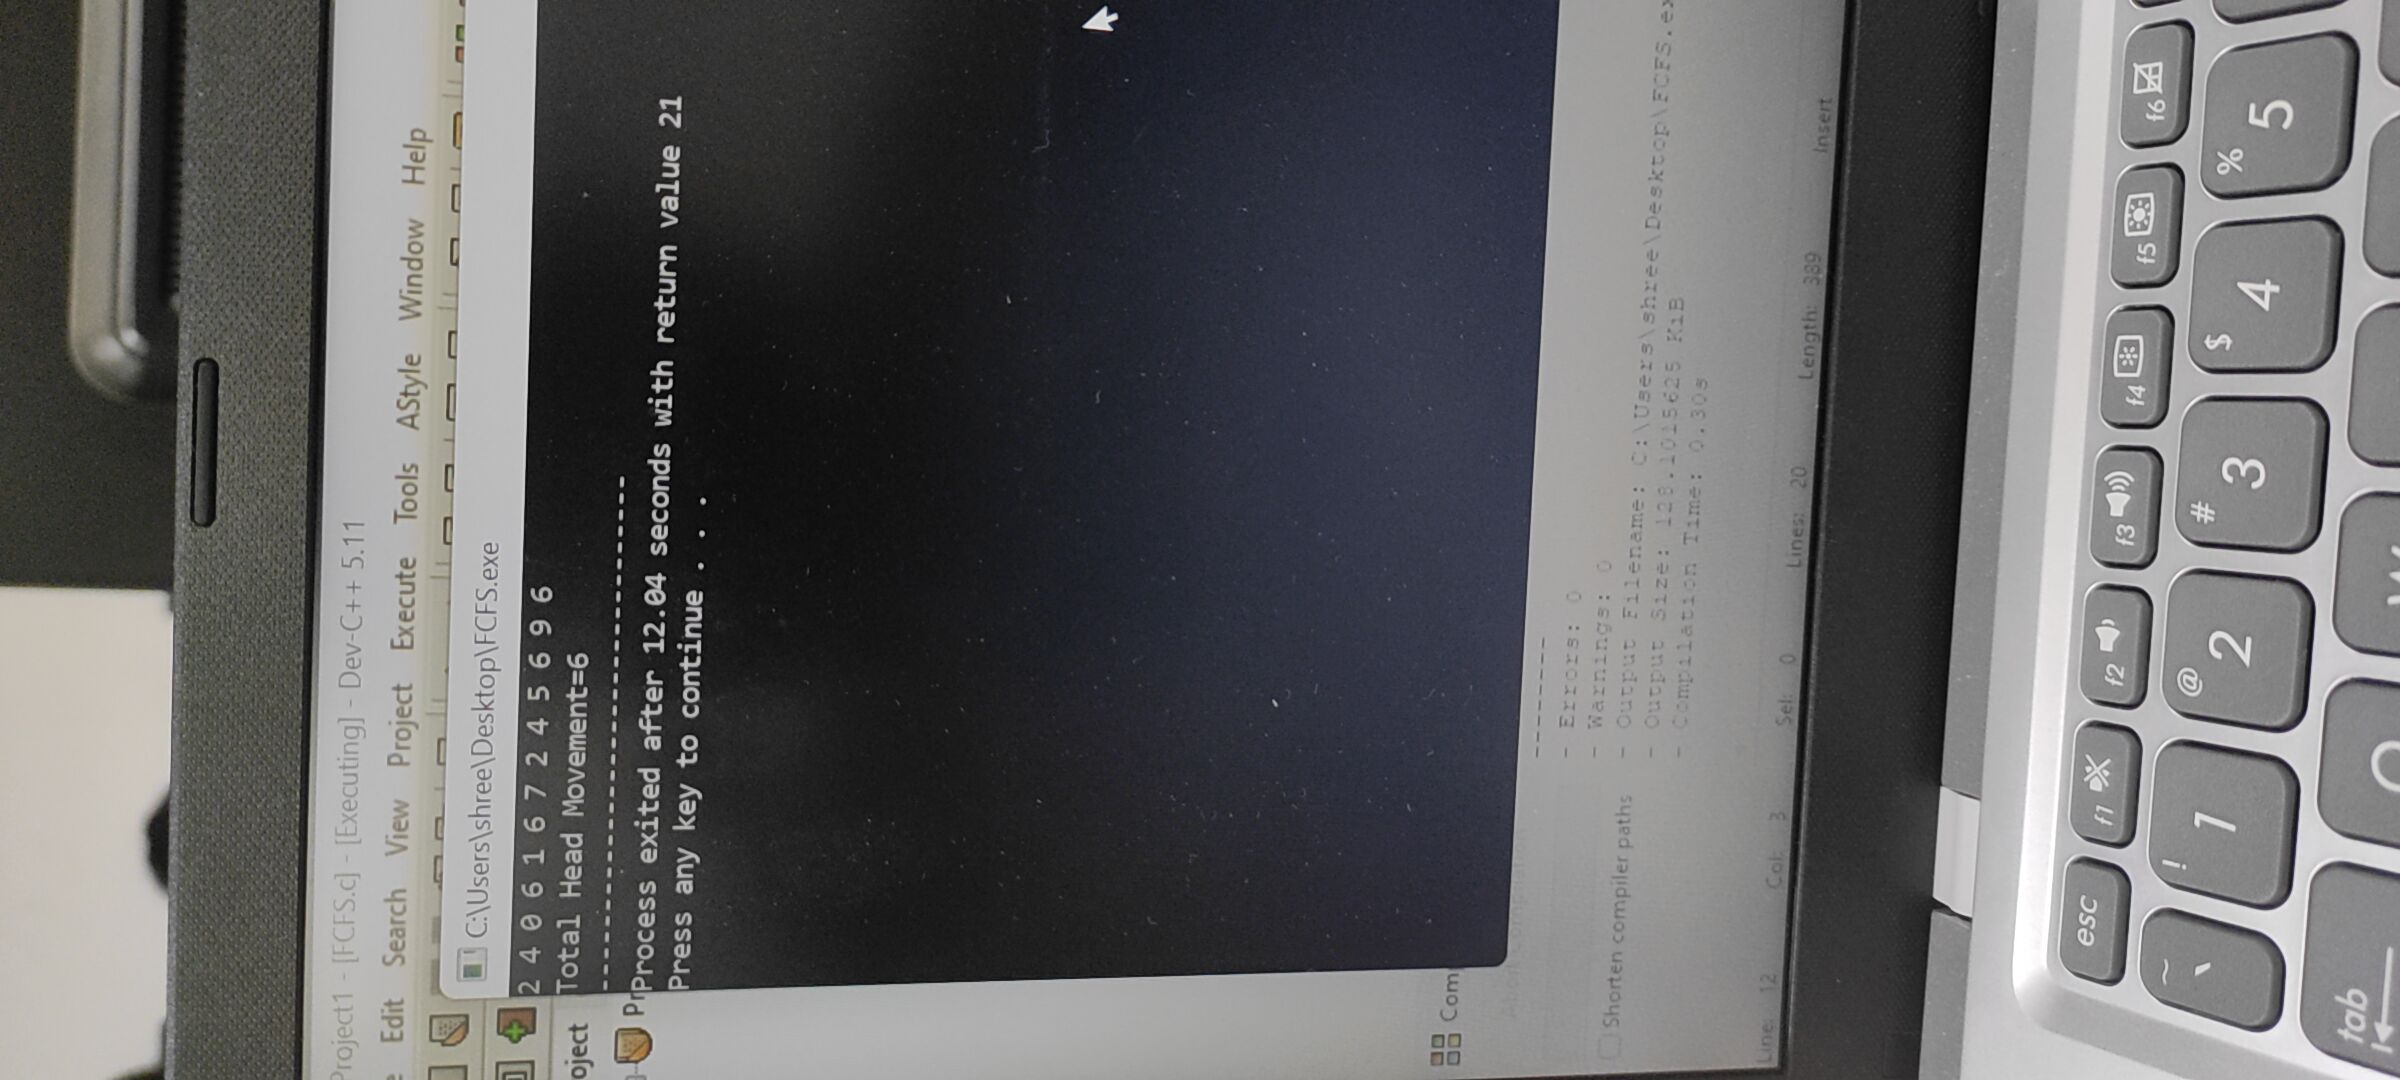 Project1 - [FCFS.c] - [Executing] - Dev-C++ 5.11
Edit Search View Project Execute Tools AStyle Window Help
C:\Users\shree\Desktop\FCFS.exe
2 4 0 6 1 6 7 2 4 5 6 9 6
Total Head Movement=6
--------------------------------
oject
Pr
Process exited after 12.04 seconds with return value 21
Press any key to continue . . .
Com
Abort Compilation
--------
- Errors: 0
- Warnings: 0
Shorten compiler paths
- Output Filename: C:\Users\shree\Desktop\FCFS.ex
- Output Size: 128.1015625 KiB
- Compilation Time: 0.30s
Line: 12 Col: 3 Sel: 0 Lines: 20 Length: 389 Insert
esc f1 f2 f3 f4 f5 f6
~ ` ! 1 @ 2 # 3 $ 4 % 5
tab